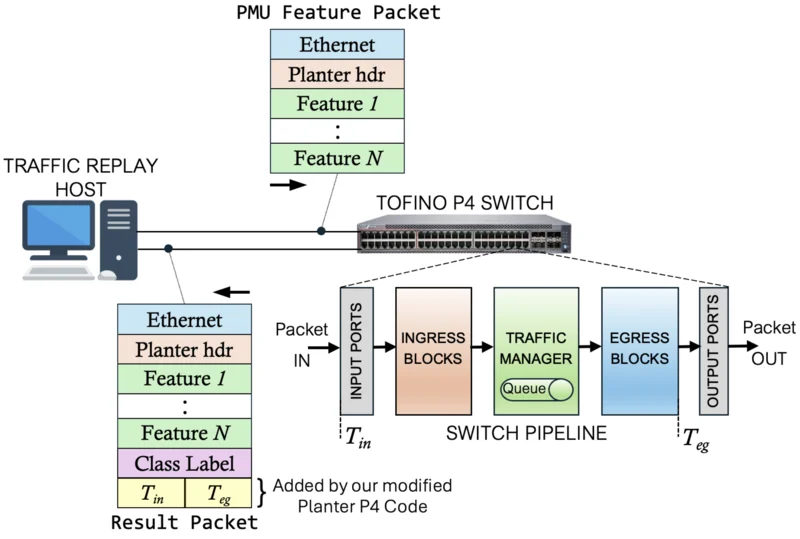 PMU Feature Packet
Ethernet
Planter hdr
Feature 1
:
Feature N
TRAFFIC REPLAY
HOST
TOFINO P4 SWITCH
Ethernet
Planter hdr
Feature 1
:
Feature N
Class Label
Tin
Teg
Result Packet
Added by our modified
Planter P4 Code
Packet
IN
INPUT PORTS
INGRESS
BLOCKS
TRAFFIC
MANAGER
Queue
EGRESS
BLOCKS
OUTPUT PORTS
Packet
OUT
Tin
SWITCH PIPELINE
Teg